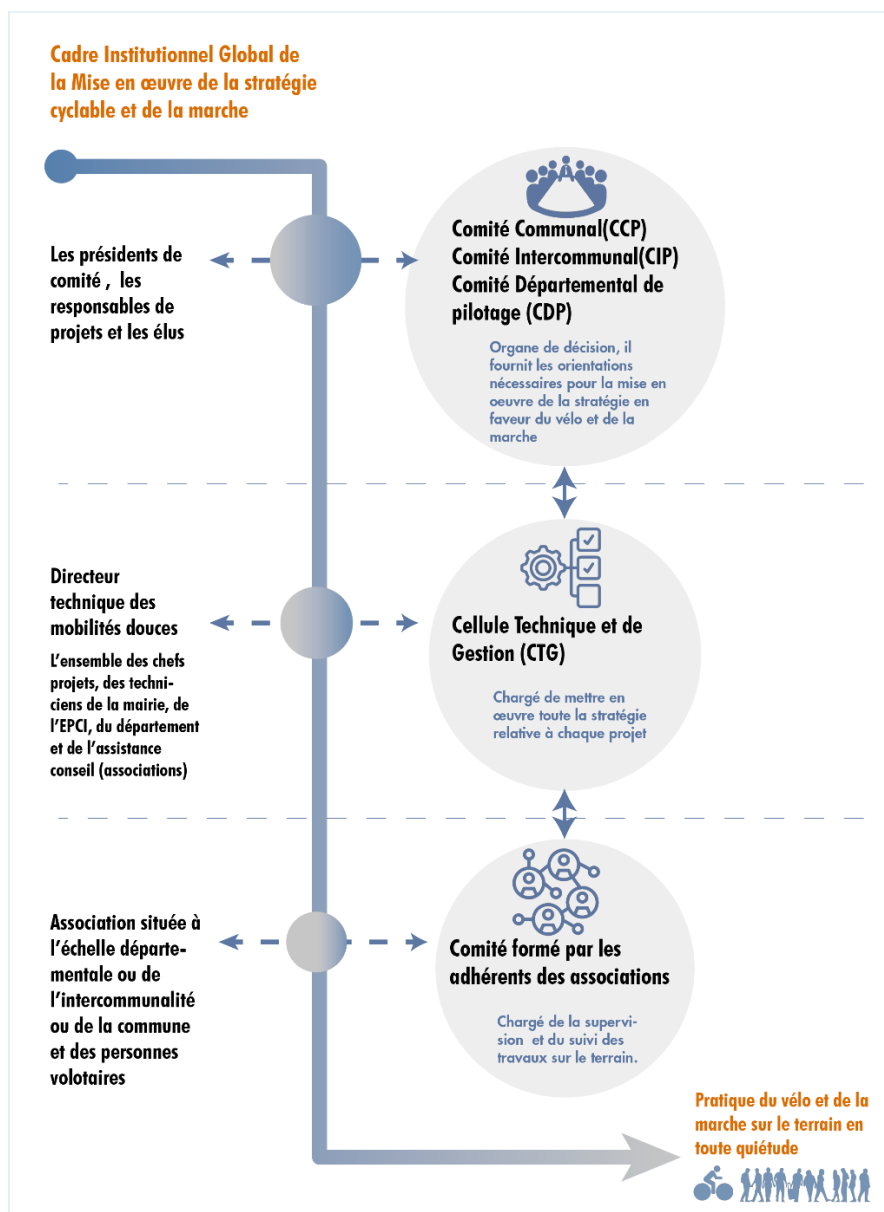 Cadre Institutionnel Global de
la Mise en œuvre de la stratégie
cyclable et de la marche
Les présidents de
comité , les
responsables de
projets et les élus
Comité Communal(CCP)
Comité Intercommunal(CIP)
Comité Départemental de
pilotage (CDP)
Organe de décision, il
fournit les orientations
nécessaires pour la mise en
oeuvre de la stratégie en
faveur du vélo et de la
marche
Directeur
technique des
mobilités douces
L'ensemble des chefs
projets, des techni-
ciens de la mairie, de
l'EPCI, du département
et de l'assistance
conseil (associations)
Cellule Technique et de
Gestion (CTG)
Chargé de mettre en
œuvre toute la stratégie
relative à chaque projet
Association située à
l'échelle départe-
mentale ou de
l'intercommunalité
ou de la commune
et des personnes
volotaires
Comité formé par les
adhérents des associations
Chargé de la supervi-
sion et du suivi des
travaux sur le terrain.
Pratique du vélo et de la
marche sur le terrain en
toute quiétude